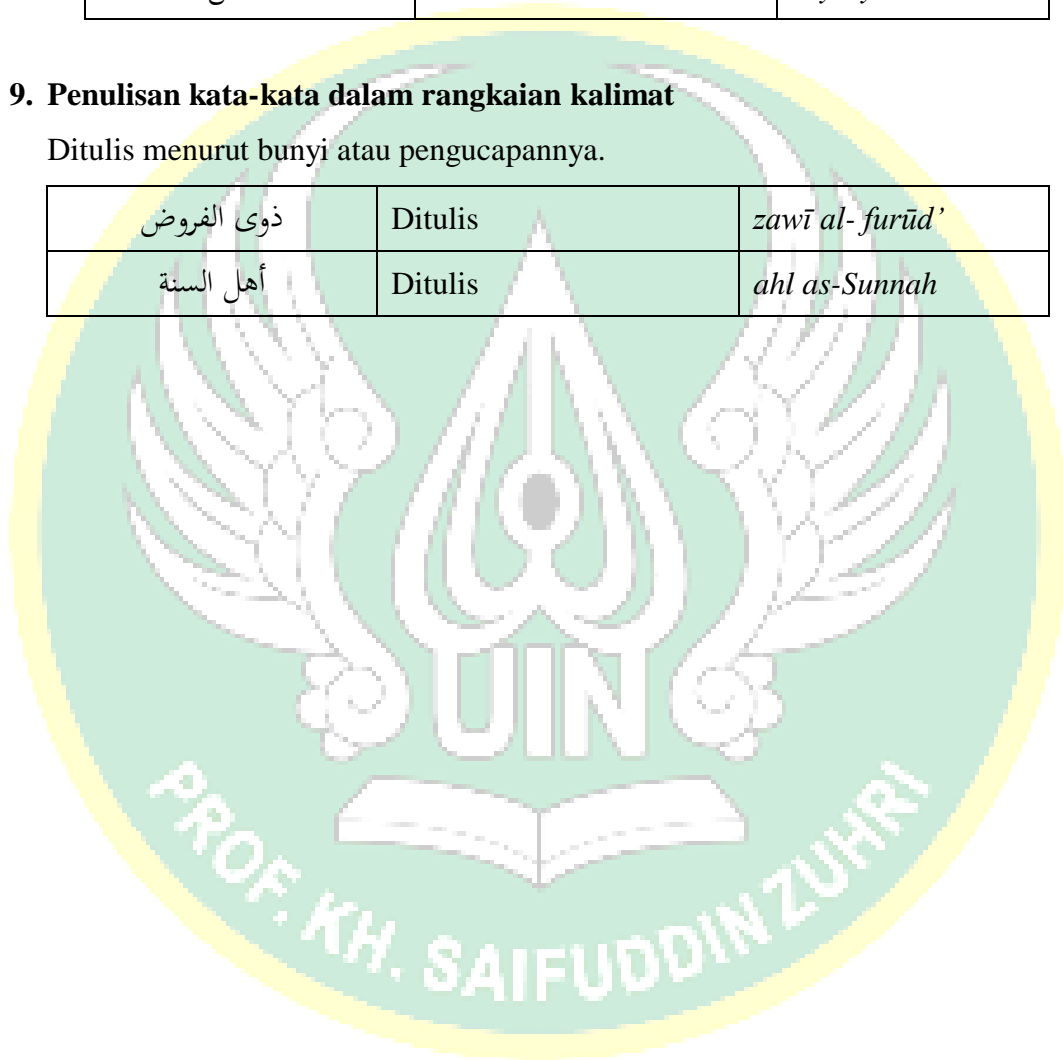 9. Penulisan kata-kata dalam rangkaian kalimat
Ditulis menurut bunyi atau pengucapannya.
ذوى الفروض Ditulis zawī al- furūd’
أهل السنة Ditulis ahl as-Sunnah
UIN
PROF. KH. SAIFUDDIN ZUHRI